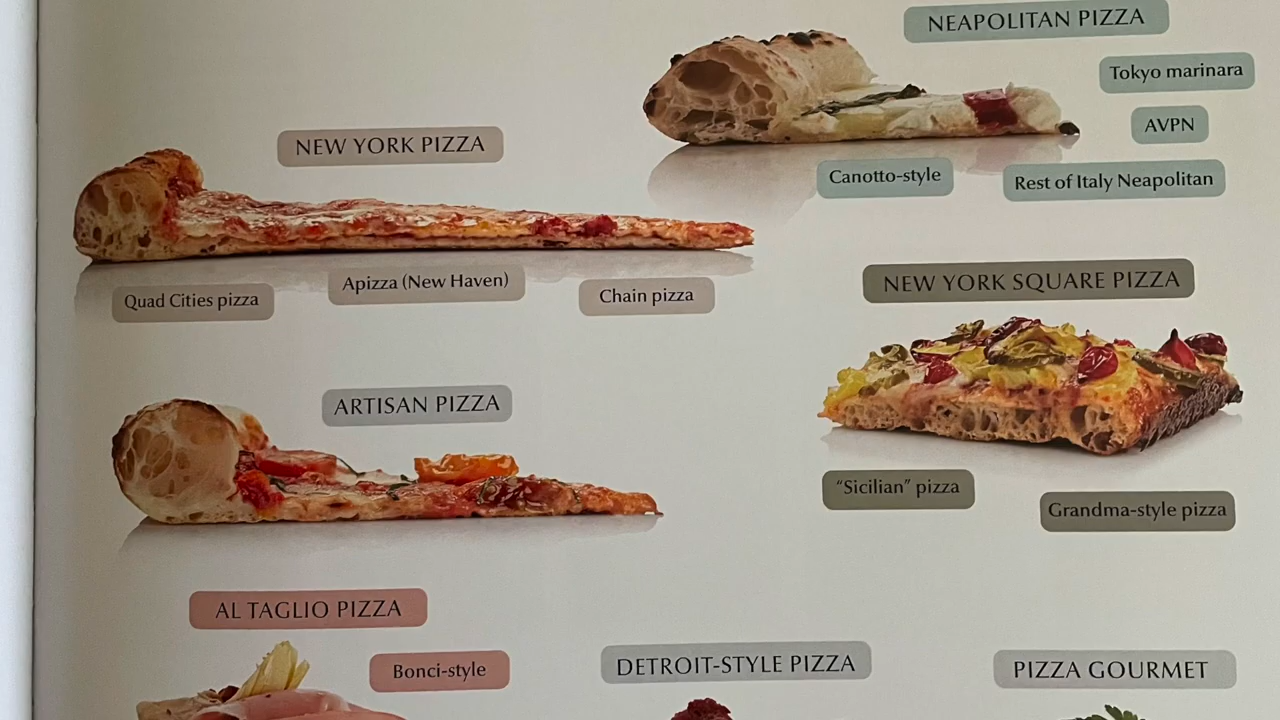 NEAPOLITAN PIZZA
Tokyo marinara
AVPN
Canotto-style
Rest of Italy Neapolitan
NEW YORK PIZZA
Quad Cities pizza
Apizza (New Haven)
Chain pizza
NEW YORK SQUARE PIZZA
“Sicilian” pizza
Grandma-style pizza
ARTISAN PIZZA
AL TAGLIO PIZZA
Bonci-style
DETROIT-STYLE PIZZA
PIZZA GOURMET